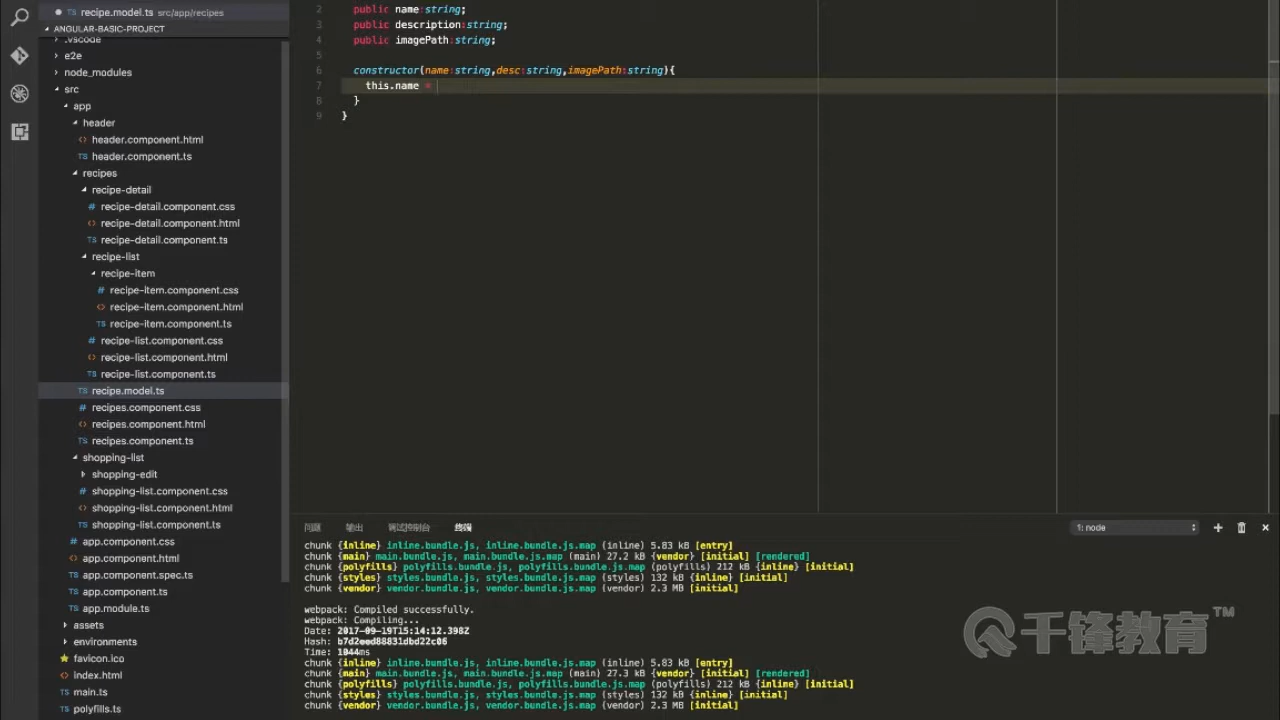 recipe.model.ts src/app/recipes
ANGULAR-BASIC-PROJECT
.vscode
e2e
node_modules
src
app
header
<> header.component.html
TS header.component.ts
recipes
recipe-detail
# recipe-detail.component.css
<> recipe-detail.component.html
TS recipe-detail.component.ts
recipe-list
recipe-item
# recipe-item.component.css
<> recipe-item.component.html
TS recipe-item.component.ts
# recipe-list.component.css
<> recipe-list.component.html
TS recipe-list.component.ts
TS recipe.model.ts
# recipes.component.css
<> recipes.component.html
TS recipes.component.ts
shopping-list
shopping-edit
# shopping-list.component.css
<> shopping-list.component.html
TS shopping-list.component.ts
# app.component.css
<> app.component.html
TS app.component.spec.ts
TS app.component.ts
TS app.module.ts
assets
environments
favicon.ico
<> index.html
TS main.ts
TS polyfills.ts
2 public name:string;
3 public description:string;
4 public imagePath:string;
5
6 constructor(name:string,desc:string,imagePath:string){
7 this.name =
8 }
9 }
问题 输出 调试控制台 终端 1: node
chunk {inline} inline.bundle.js, inline.bundle.js.map (inline) 5.83 kB [entry]
chunk {main} main.bundle.js, main.bundle.js.map (main) 27.2 kB {vendor} [initial] [rendered]
chunk {polyfills} polyfills.bundle.js, polyfills.bundle.js.map (polyfills) 212 kB {inline} [initial]
chunk {styles} styles.bundle.js, styles.bundle.js.map (styles) 132 kB {inline} [initial]
chunk {vendor} vendor.bundle.js, vendor.bundle.js.map (vendor) 2.3 MB [initial]
webpack: Compiled successfully.
webpack: Compiling...
Date: 2017-09-19T15:14:12.398Z
Hash: b7d2eed88831dbd22c06
Time: 1044ms
chunk {inline} inline.bundle.js, inline.bundle.js.map (inline) 5.83 kB [entry]
chunk {main} main.bundle.js, main.bundle.js.map (main) 27.3 kB {vendor} [initial] [rendered]
chunk {polyfills} polyfills.bundle.js, polyfills.bundle.js.map (polyfills) 212 kB {inline} [initial]
chunk {styles} styles.bundle.js, styles.bundle.js.map (styles) 132 kB {inline} [initial]
chunk {vendor} vendor.bundle.js, vendor.bundle.js.map (vendor) 2.3 MB [initial]
千锋教育™